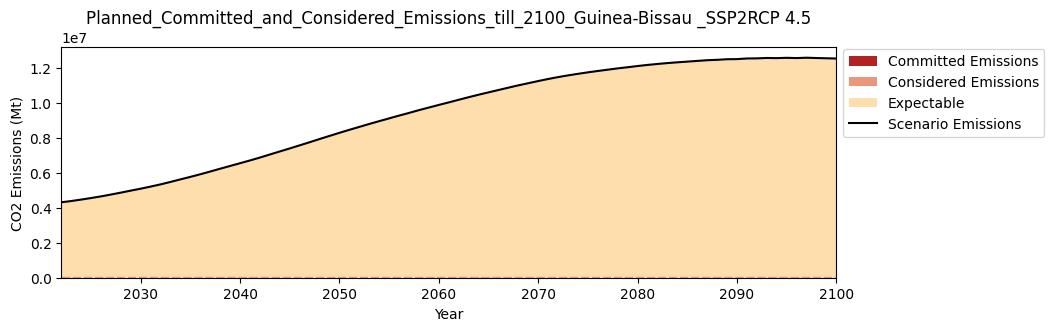 Planned_Committed_and_Considered_Emissions_till_2100_Guinea-Bissau _SSP2RCP 4.5
1e7
CO2 Emissions (Mt)
1.2
1.0
0.8
0.6
0.4
0.2
0.0
2030
2040
2050
2060
2070
2080
2090
2100
Year
Committed Emissions
Considered Emissions
Expectable
Scenario Emissions